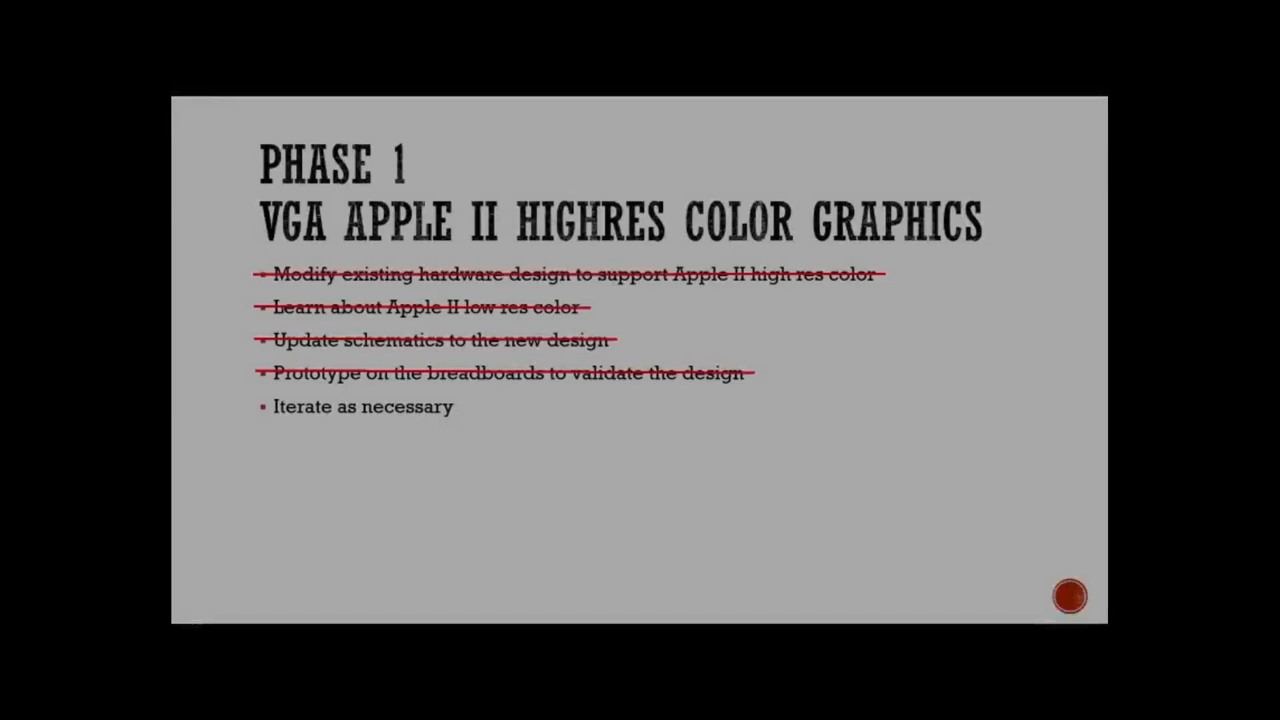 PHASE 1
VGA APPLE II HIGHRES COLOR GRAPHICS
▪ Modify existing hardware design to support Apple II high res color
▪ Learn about Apple II low res color
▪ Update schematics to the new design
▪ Prototype on the breadboards to validate the design
▪ Iterate as necessary